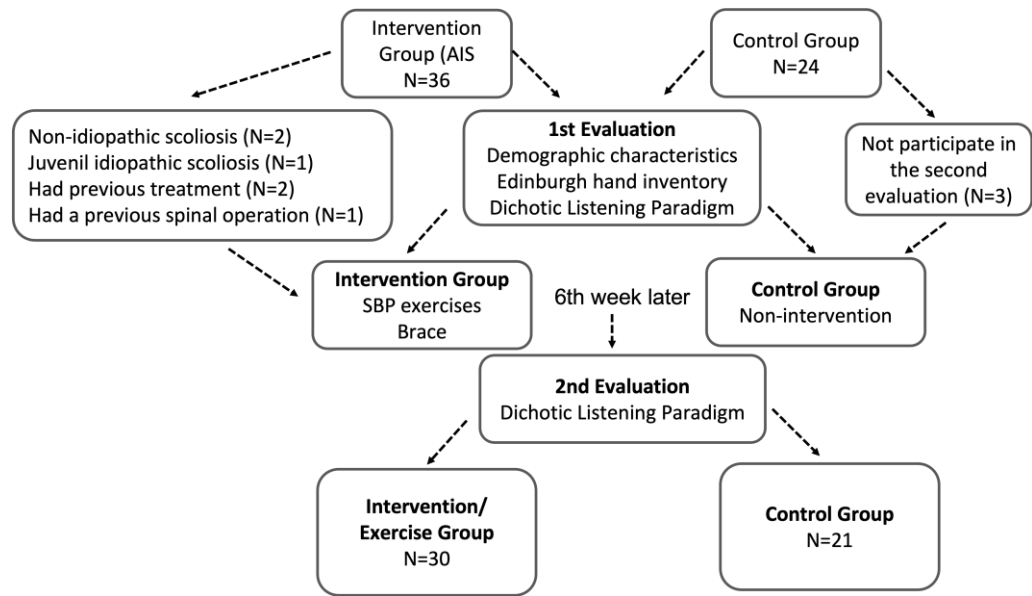 Intervention
Group (AIS
N=36
Control Group
N=24
Non-idiopathic scoliosis (N=2)
Juvenil idiopathic scoliosis (N=1)
Had previous treatment (N=2)
Had a previous spinal operation (N=1)
1st Evaluation
Demographic characteristics
Edinburgh hand inventory
Dichotic Listening Paradigm
Not participate in
the second
evaluation (N=3)
Intervention Group
SBP exercises
Brace
6th week later
Control Group
Non-intervention
2nd Evaluation
Dichotic Listening Paradigm
Intervention/
Exercise Group
N=30
Control Group
N=21